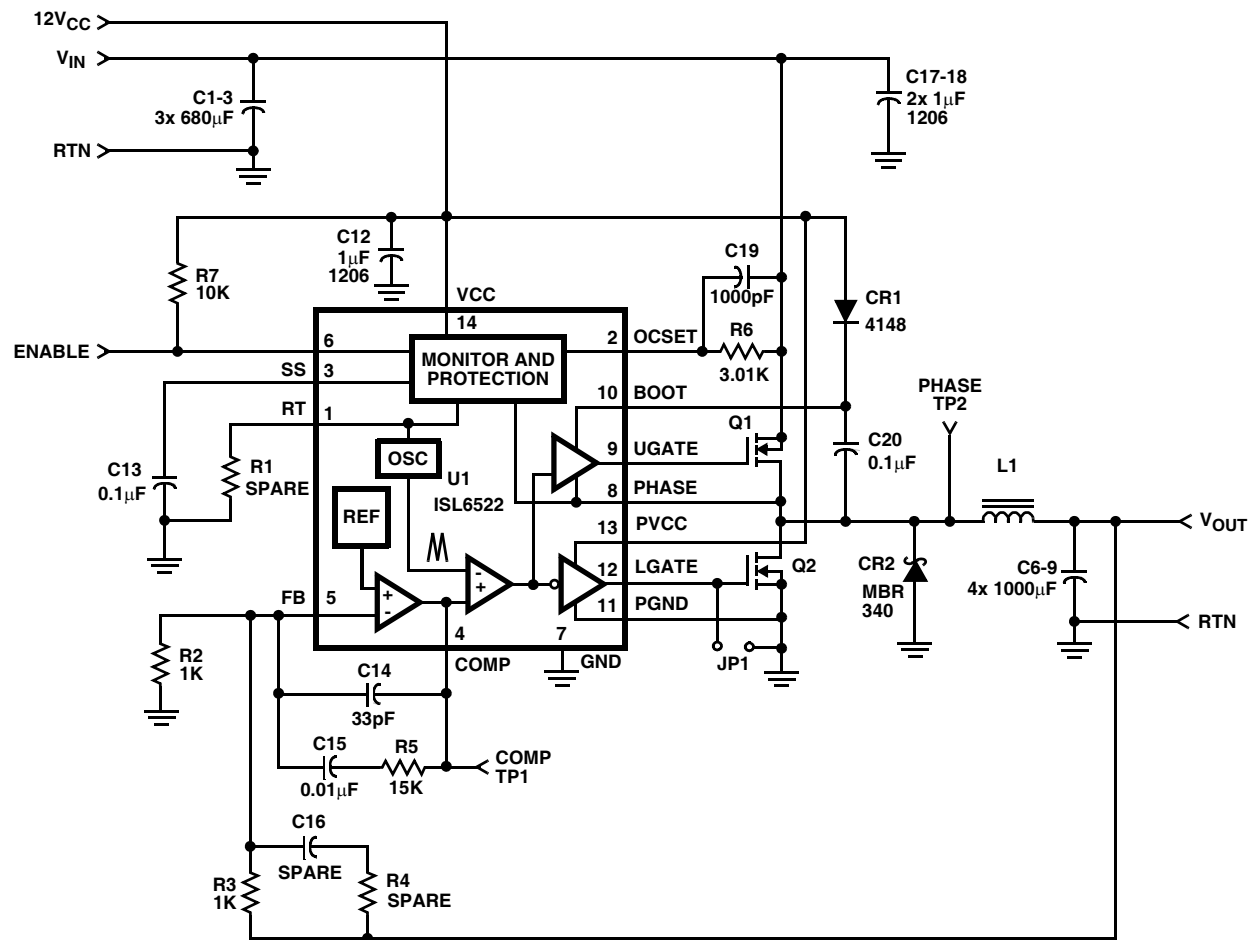 12VCC
VIN
C1-3
3x 680µF
RTN
C17-18
2x 1µF
1206
C12
1µF
1206
R7
10K
VCC
14
C19
1000pF
R6
3.01K
CR1
4148
ENABLE
6
MONITOR AND
PROTECTION
2
OCSET
SS
3
10
BOOT
PHASE
TP2
RT
1
Q1
OSC
9
UGATE
C20
0.1µF
L1
C13
0.1µF
R1
SPARE
U1
ISL6522
8
PHASE
REF
13
PVCC
VOUT
12
LGATE
Q2
CR2
MBR
340
C6-9
4x 1000µF
+
-
-
+
FB
5
11
PGND
RTN
4
COMP
7
GND
JP1
R2
1K
C14
33pF
C15
0.01µF
R5
15K
COMP
TP1
C16
SPARE
R3
1K
R4
SPARE